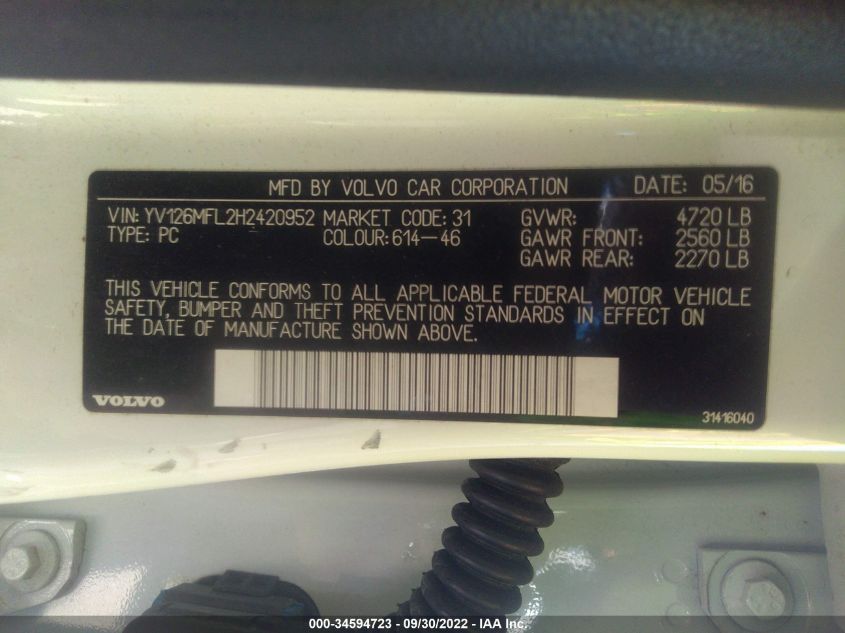 MFD BY VOLVO CAR CORPORATION DATE: 05/16
VIN: YV126MFL2H2420952 MARKET CODE: 31 GVWR: 4720 LB
TYPE: PC COLOUR: 614-46 GAWR FRONT: 2560 LB
GAWR REAR: 2270 LB
THIS VEHICLE CONFORMS TO ALL APPLICABLE FEDERAL MOTOR VEHICLE
SAFETY, BUMPER AND THEFT PREVENTION STANDARDS IN EFFECT ON
THE DATE OF MANUFACTURE SHOWN ABOVE.
VOLVO 31416040
000-34594723 - 09/30/2022 - IAA Inc.